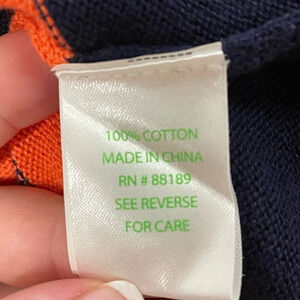 100% COTTON
MADE IN CHINA
RN # 88189
SEE REVERSE
FOR CARE